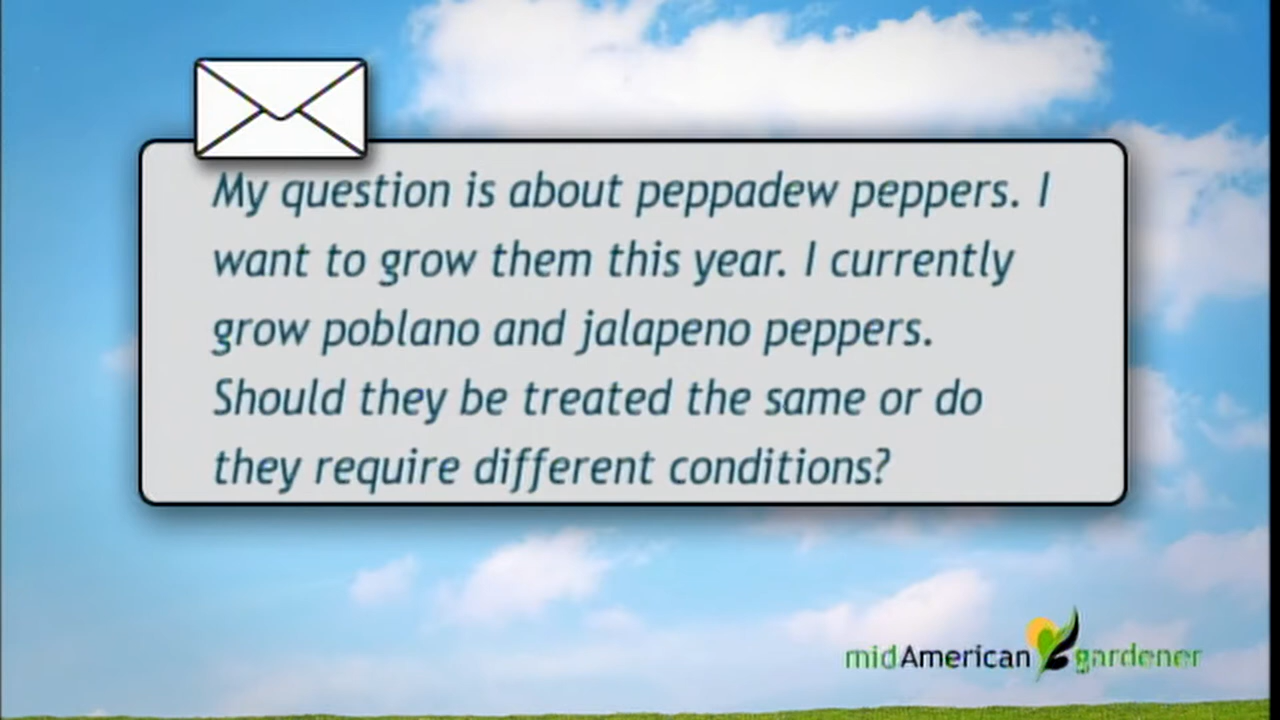 My question is about peppadew peppers. I
want to grow them this year. I currently
grow poblano and jalapeno peppers.
Should they be treated the same or do
they require different conditions?
midAmerican gardener